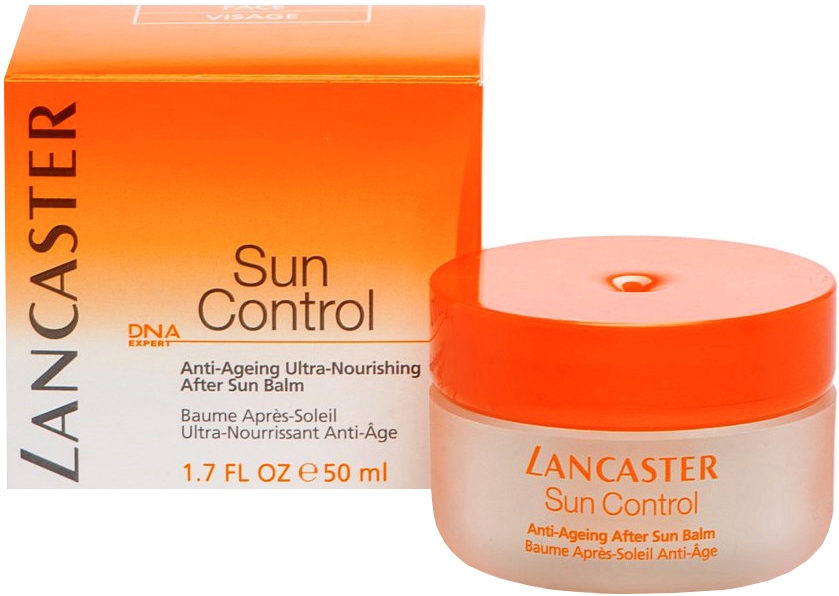 FACE
VISAGE
LANCASTER
Sun
Control
DNA
EXPERT
Anti-Ageing Ultra-Nourishing
After Sun Balm
Baume Après-Soleil
Ultra-Nourrissant Anti-Âge
1.7 FL OZ ℮ 50 ml
LANCASTER
Sun Control
Anti-Ageing After Sun Balm
Baume Après-Soleil Anti-Âge